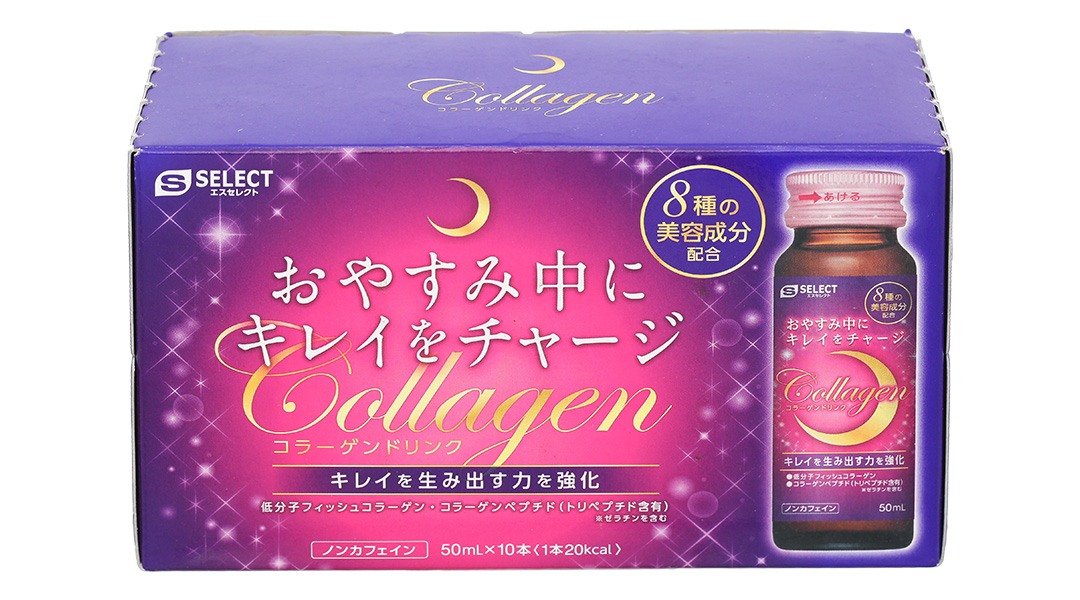 Collagen
コラーゲンドリンク
SELECT
エスセレクト
8種の
美容成分
配合
おやすみ中に
キレイをチャージ
Collagen
コラーゲンドリンク
キレイを生み出す力を強化
低分子フィッシュコラーゲン・コラーゲンペプチド(トリペプチド含有)
※ゼラチンを含む
ノンカフェイン 50mL×10本〈1本20kcal〉
あける
SELECT
エスセレクト
8種の
美容成分
配合
おやすみ中に
キレイをチャージ
Collagen
コラーゲンドリンク
キレイを生み出す力を強化
●低分子フィッシュコラーゲン
●コラーゲンペプチド(トリペプチド含有)
※ゼラチンを含む
ノンカフェイン 50mL